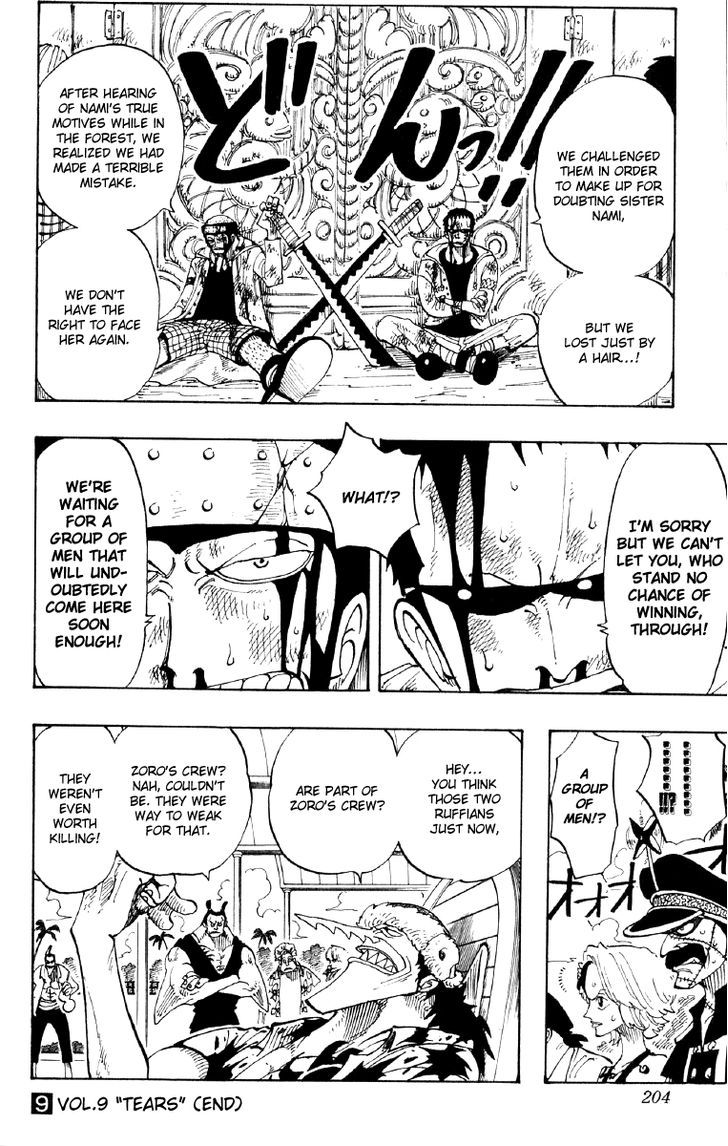 WE CHALLENGED
THEM IN ORDER
TO MAKE UP FOR
DOUBTING SISTER
NAMI,
BUT WE
LOST JUST BY
A HAIR...!
どんっ!!
AFTER HEARING
OF NAMI'S TRUE
MOTIVES WHILE IN
THE FOREST, WE
REALIZED WE HAD
MADE A TERRIBLE
MISTAKE.
WE DON'T
HAVE THE
RIGHT TO FACE
HER AGAIN.
I'M SORRY
BUT WE CAN'T
LET YOU, WHO
STAND NO
CHANCE OF
WINNING,
THROUGH!
WHAT!?
WE'RE
WAITING
FOR A
GROUP OF
MEN THAT
WILL UND-
OUBTEDLY
COME HERE
SOON
ENOUGH!
!!?
A
GROUP
OF
MEN!?
オオオオ
HEY...
YOU THINK
THOSE TWO
RUFFIANS
JUST NOW,
ARE PART OF
ZORO'S CREW?
ZORO'S CREW?
NAH, COULDN'T
BE. THEY WERE
WAY TO WEAK
FOR THAT.
THEY
WEREN'T
EVEN
WORTH
KILLING!
9 VOL.9 "TEARS" (END)
204